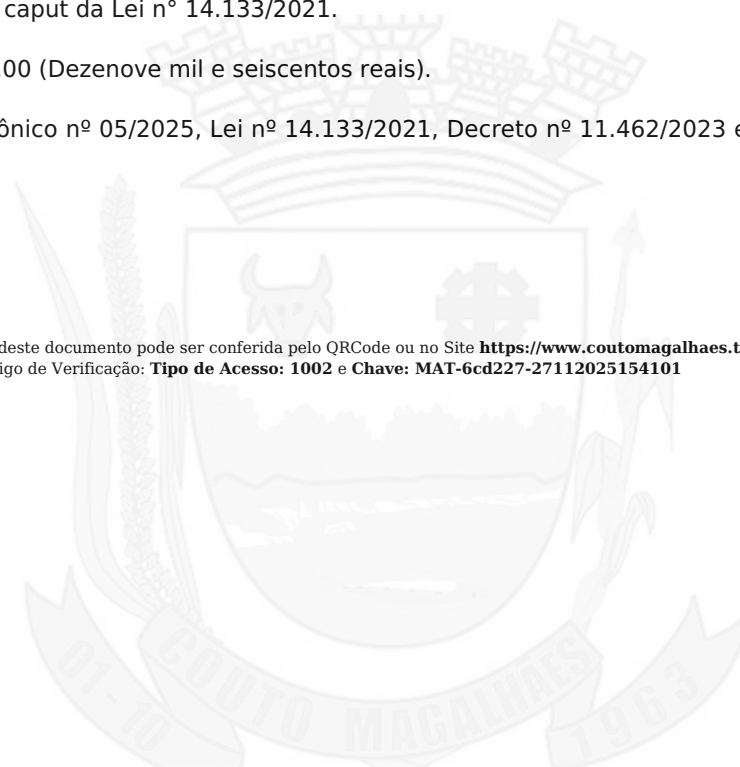 caput da Lei n° 14.133/2021.
.00 (Dezenove mil e seiscentos reais).
ônico nº 05/2025, Lei nº 14.133/2021, Decreto nº 11.462/2023 e
deste documento pode ser conferida pelo QRCode ou no Site https://www.coutomagalhaes.t
igo de Verificação: Tipo de Acesso: 1002 e Chave: MAT-6cd227-27112025154101
01-10 COUTO MAGALHÃES 1963